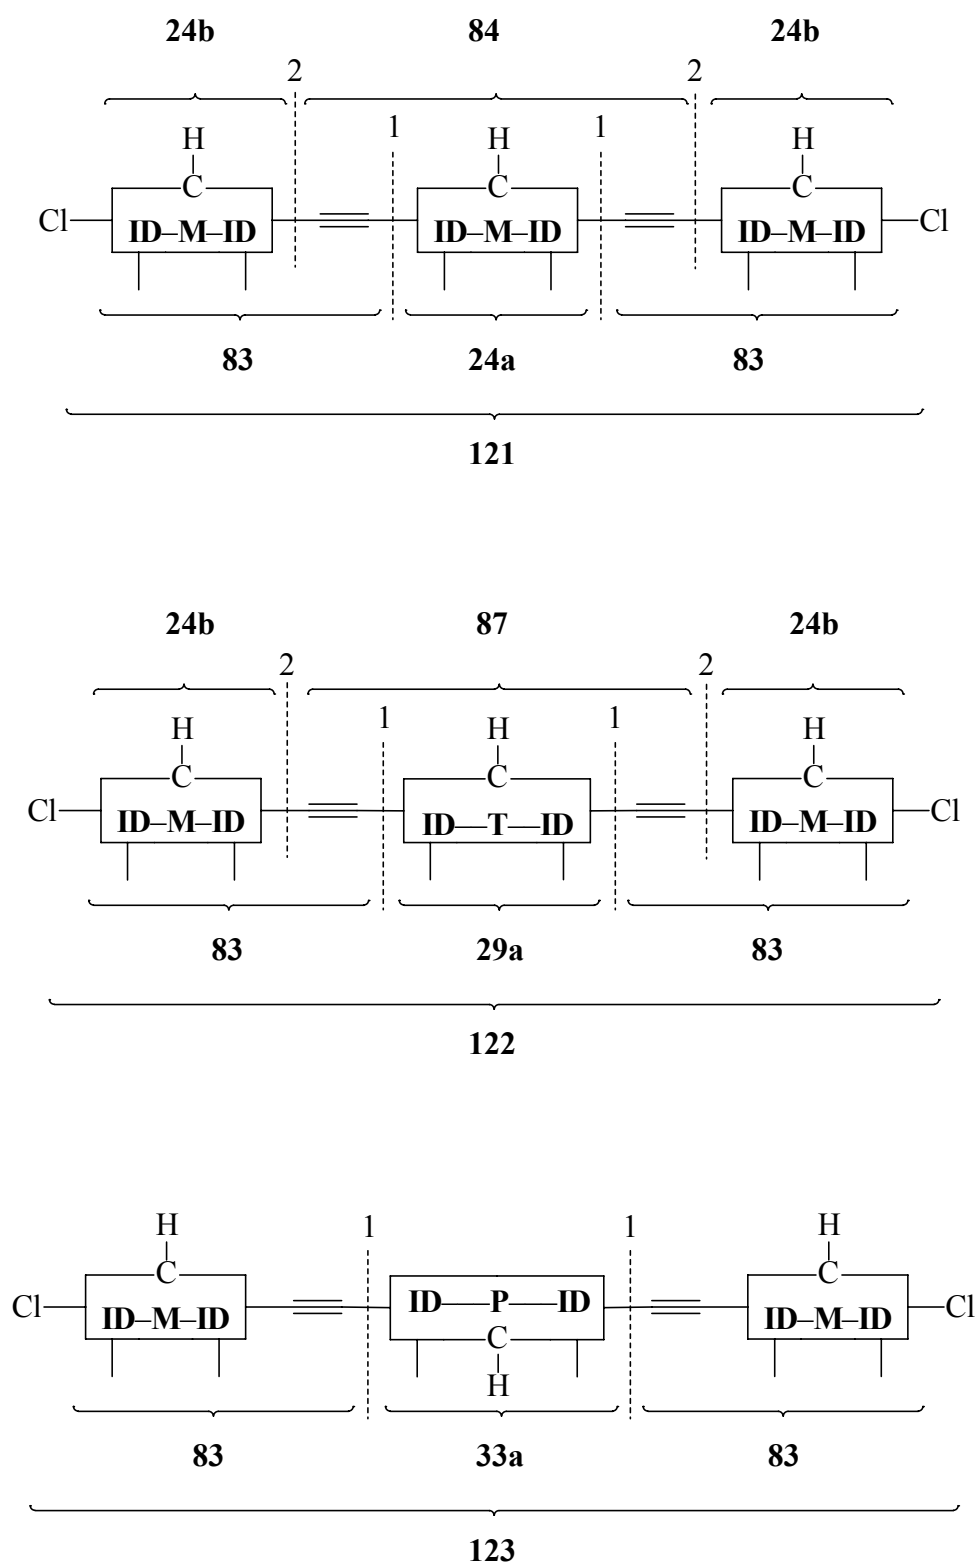 24b 84 24b
2 2
1 1
H H H
C C C
Cl ID–M–ID ID–M–ID ID–M–ID Cl
83 24a 83
121
24b 87 24b
2 2
1 1
H H H
C C C
Cl ID–M–ID ID—T—ID ID–M–ID Cl
83 29a 83
122
H 1 1 H
C C
Cl ID–M–ID ID—P—ID ID–M–ID Cl
C
H
83 33a 83
123